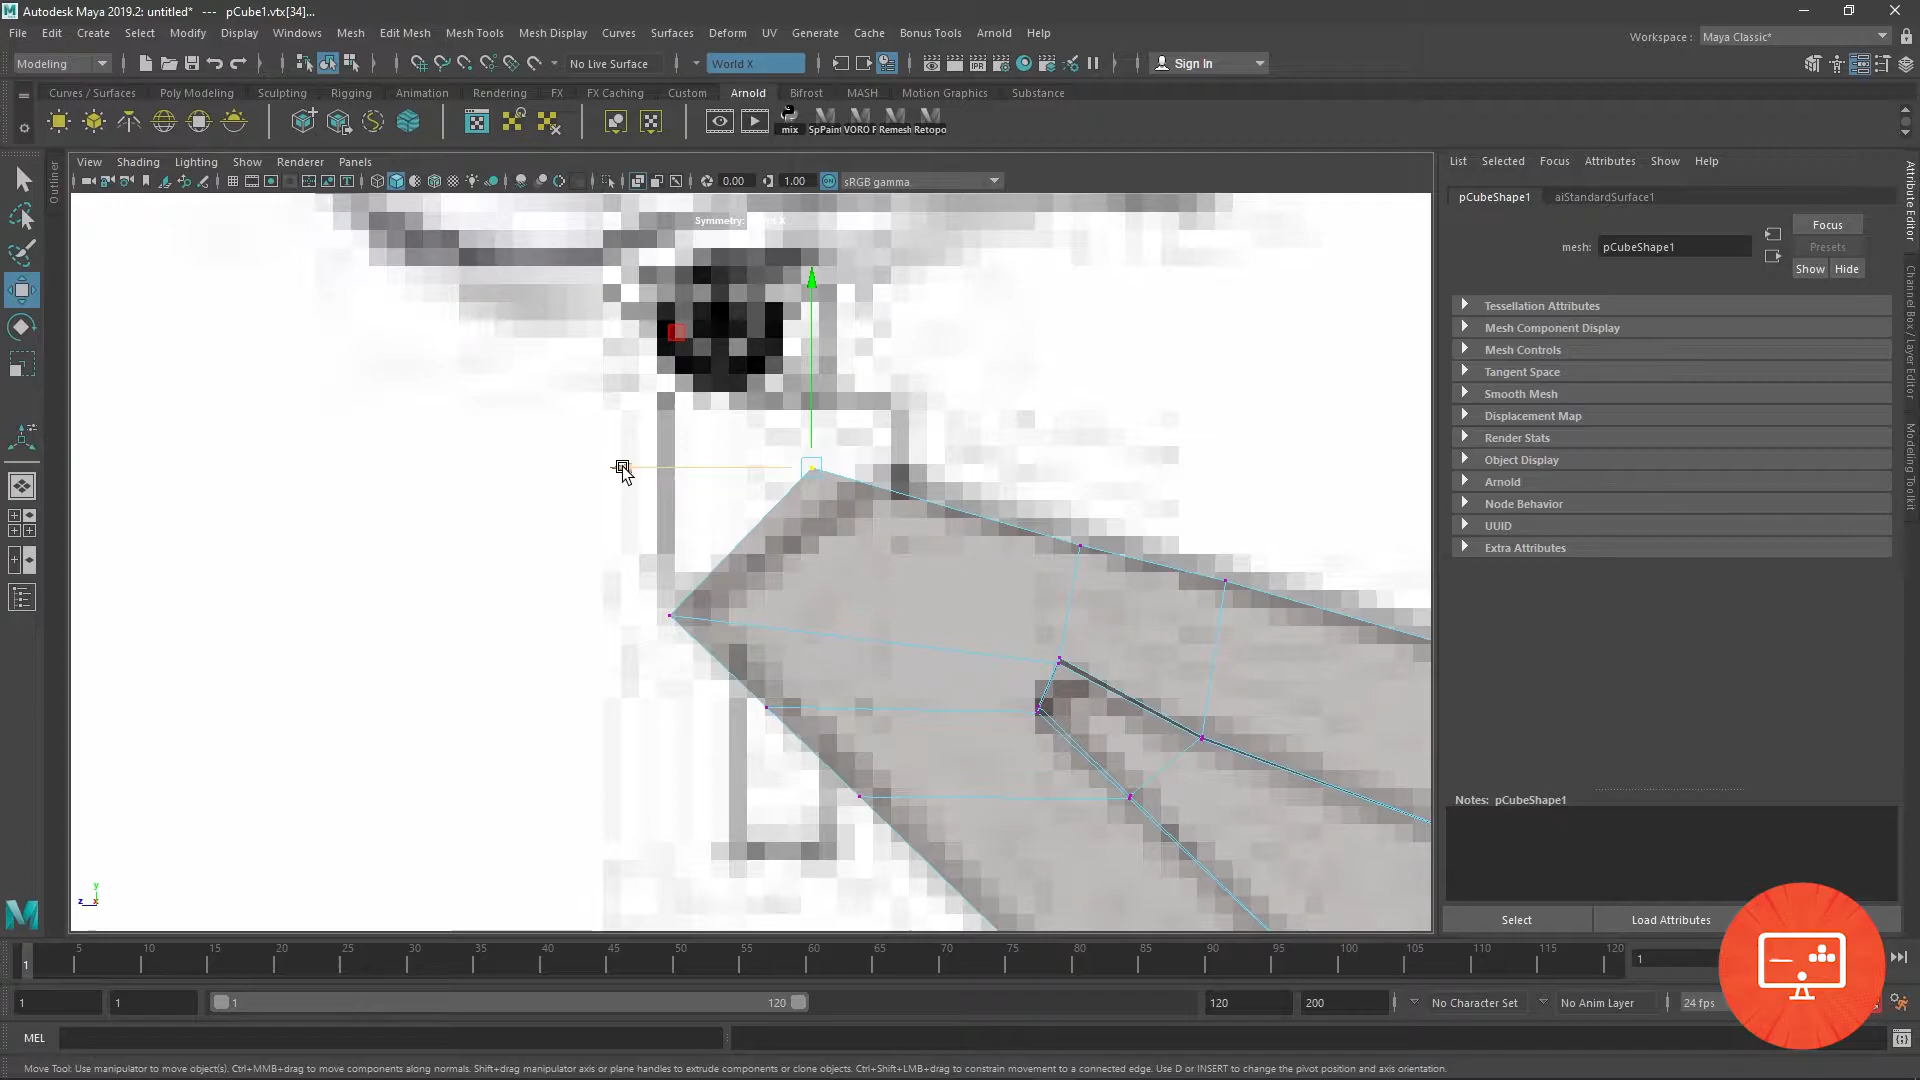 Autodesk Maya 2019.2: untitled* --- pCube1.vtx[34]...
File Edit Create Select Modify Display Windows Mesh Edit Mesh Mesh Tools Mesh Display Curves Surfaces Deform UV Generate Cache Bonus Tools Arnold Help
Workspace : Maya Classic*
Modeling No Live Surface World X Sign In
Curves / Surfaces Poly Modeling Sculpting Rigging Animation Rendering FX FX Caching Custom Arnold Bifrost MASH Motion Graphics Substance
mix SpPaint VORO F Remesh Retopo
View Shading Lighting Show Renderer Panels
0.00 1.00 ON sRGB gamma
Symmetry:
Outliner
List Selected Focus Attributes Show Help
pCubeShape1 aiStandardSurface1
Focus
mesh: pCubeShape1
Presets
Show Hide
Tessellation Attributes
Mesh Component Display
Mesh Controls
Tangent Space
Smooth Mesh
Displacement Map
Render Stats
Object Display
Arnold
Node Behavior
UUID
Extra Attributes
Notes: pCubeShape1
Select Load Attributes
Attribute Editor
Channel Box / Layer Editor
Modeling Toolkit
y
z x
5 10 15 20 25 30 35 40 45 50 55 60 65 70 75 80 85 90 95 100 105 110 115 120
1 1
1 1 1 120 120 200 No Character Set No Anim Layer 24 fps
MEL
Move Tool: Use manipulator to move object(s). Ctrl+MMB+drag to move components along normals. Shift+drag manipulator axis or plane handles to extrude components or clone objects. Ctrl+Shift+LMB+drag to constrain movement to a connected edge. Use D or INSERT to change the pivot position and axis orientation.